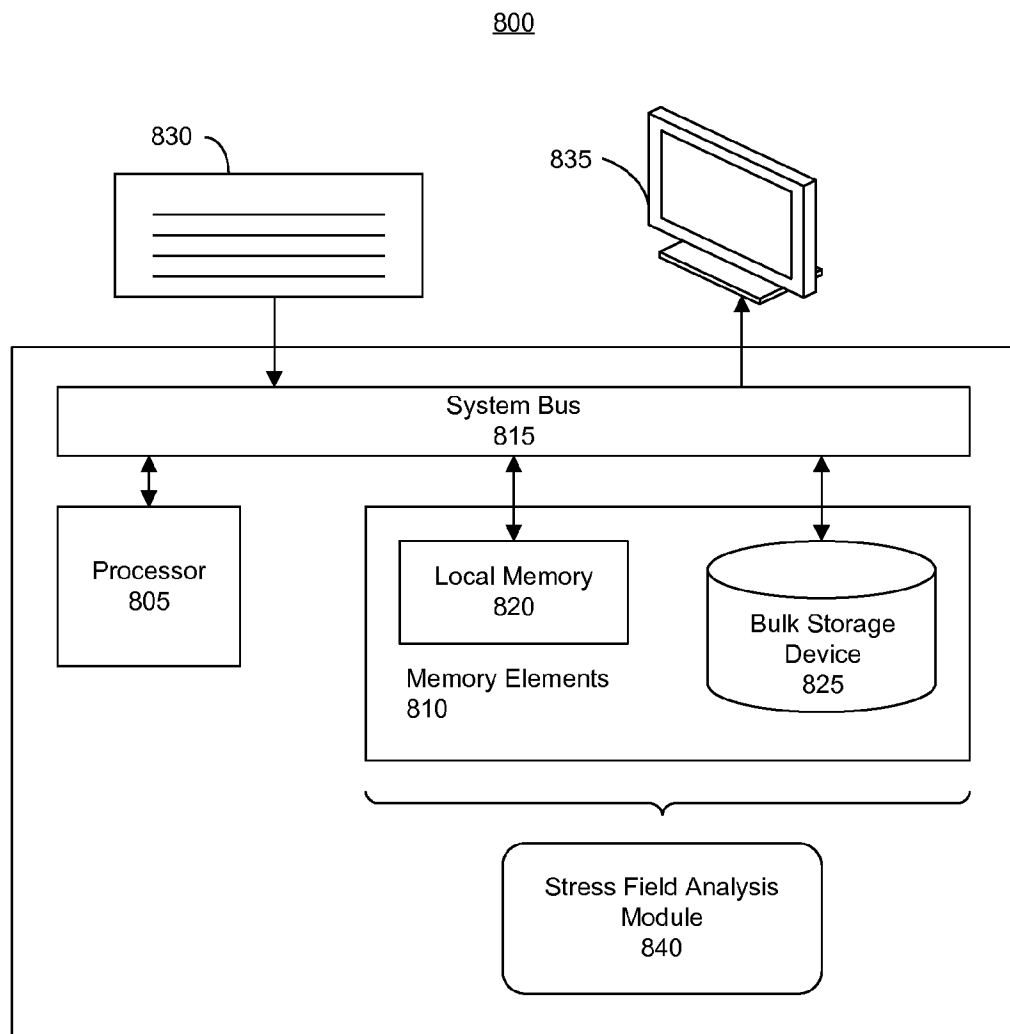 800
830
835
System Bus
815
Processor
805
Local Memory
820
Memory Elements
810
Bulk Storage
Device
825
Stress Field Analysis
Module
840